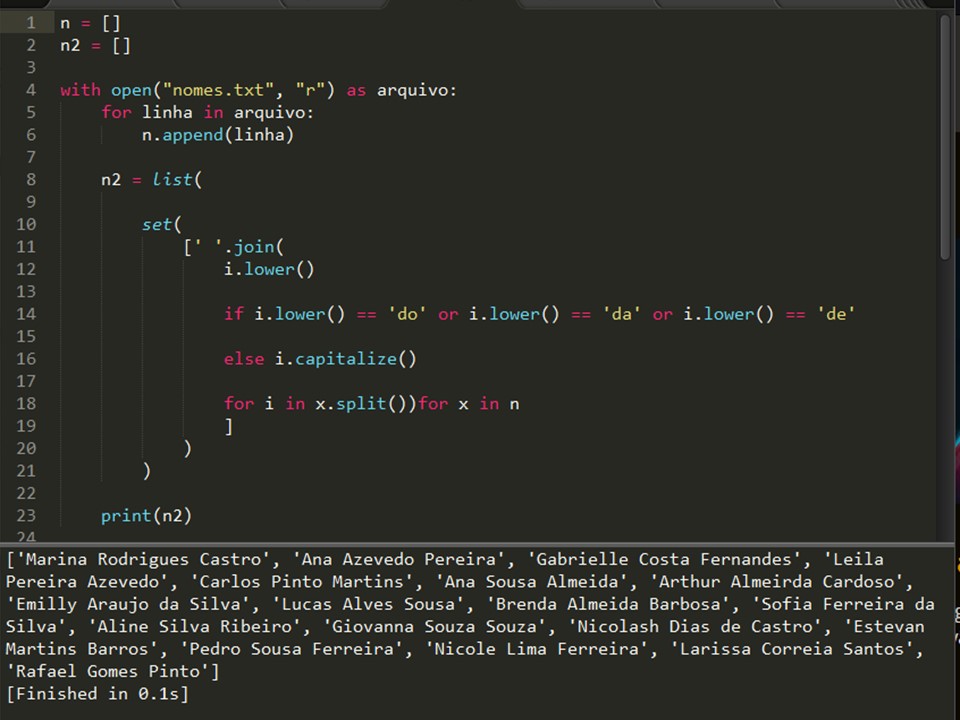 1 n = []
2 n2 = []
3
4 with open("nomes.txt", "r") as arquivo:
5     for linha in arquivo:
6         n.append(linha)
7
8     n2 = list(
9
10         set(
11             [' '.join(
12                 i.lower()
13
14                 if i.lower() == 'do' or i.lower() == 'da' or i.lower() == 'de'
15
16                 else i.capitalize()
17
18                 for i in x.split())for x in n
19                 ]
20             )
21         )
22
23     print(n2)
24
['Marina Rodrigues Castro', 'Ana Azevedo Pereira', 'Gabrielle Costa Fernandes', 'Leila
Pereira Azevedo', 'Carlos Pinto Martins', 'Ana Sousa Almeida', 'Arthur Almeirda Cardoso',
'Emilly Araujo da Silva', 'Lucas Alves Sousa', 'Brenda Almeida Barbosa', 'Sofia Ferreira da
Silva', 'Aline Silva Ribeiro', 'Giovanna Souza Souza', 'Nicolash Dias de Castro', 'Estevan
Martins Barros', 'Pedro Sousa Ferreira', 'Nicole Lima Ferreira', 'Larissa Correia Santos',
'Rafael Gomes Pinto']
[Finished in 0.1s]